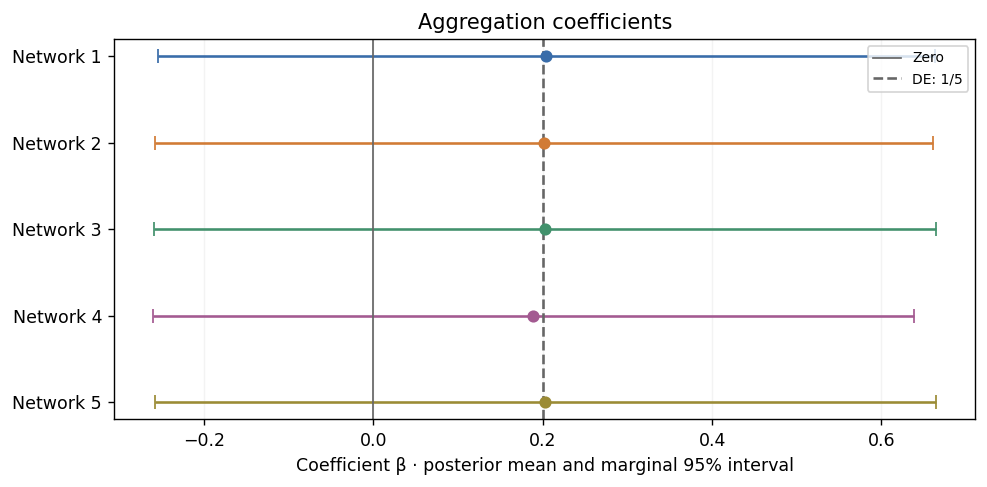 Aggregation coefficients
Network 1
Zero
DE: 1/5
Network 2
Network 3
Network 4
Network 5
−0.2 0.0 0.2 0.4 0.6
Coefficient β · posterior mean and marginal 95% interval